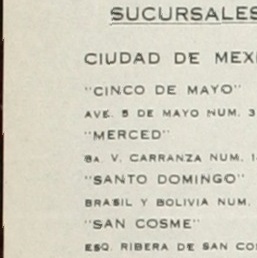 SUCURSALES
CIUDAD DE MEXI
"CINCO DE MAYO"
AVE. 5 DE MAYO NUM. 3
"MERCED"
8A. V. CARRANZA NUM. 1
"SANTO DOMINGO"
BRASIL Y BOLIVIA NUM.
"SAN COSME"
ESQ. RIBERA DE SAN CO